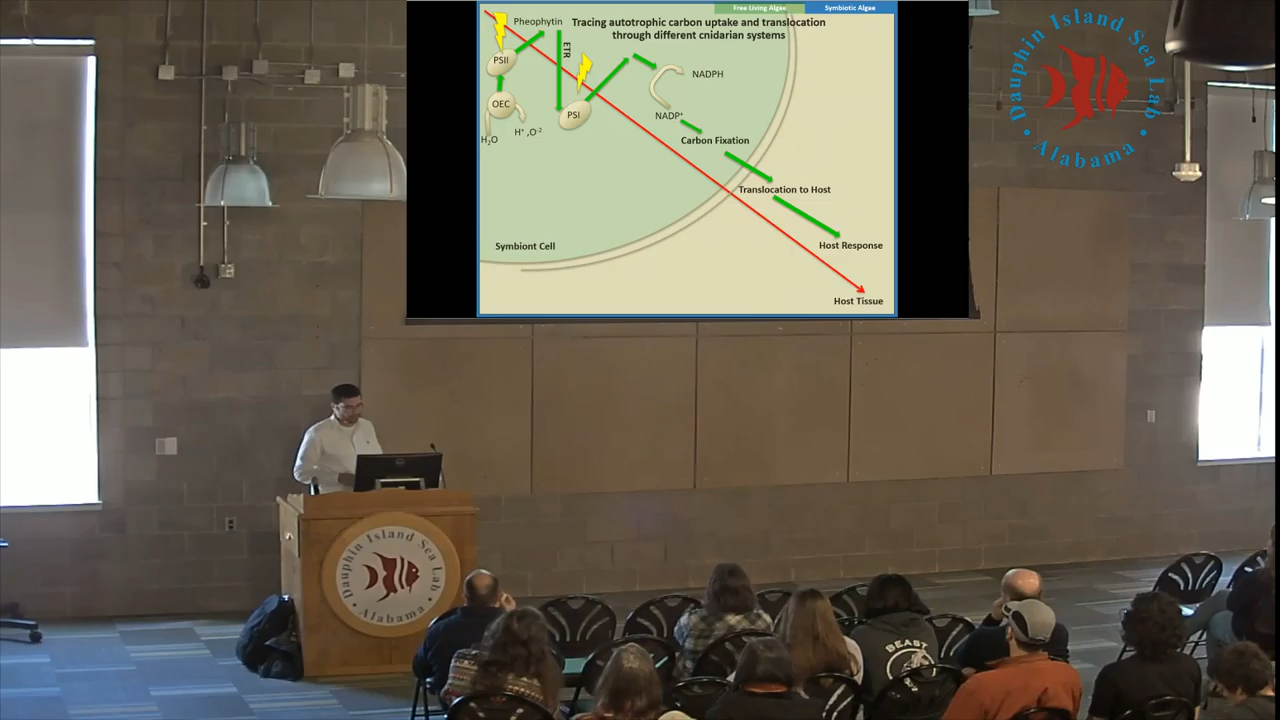 Free Living Algae
Symbiotic Algae
Tracing autotrophic carbon uptake and translocation
through different cnidarian systems
Pheophytin
ETR
PSII
NADPH
OEC
PSI
NADP⁺
H⁺ ,O⁻²
H₂O
Carbon Fixation
Translocation to Host
Symbiont Cell
Host Response
Host Tissue
Dauphin Island Sea Lab
• Alabama •
Dauphin Island Sea Lab
• Alabama •
BEAST